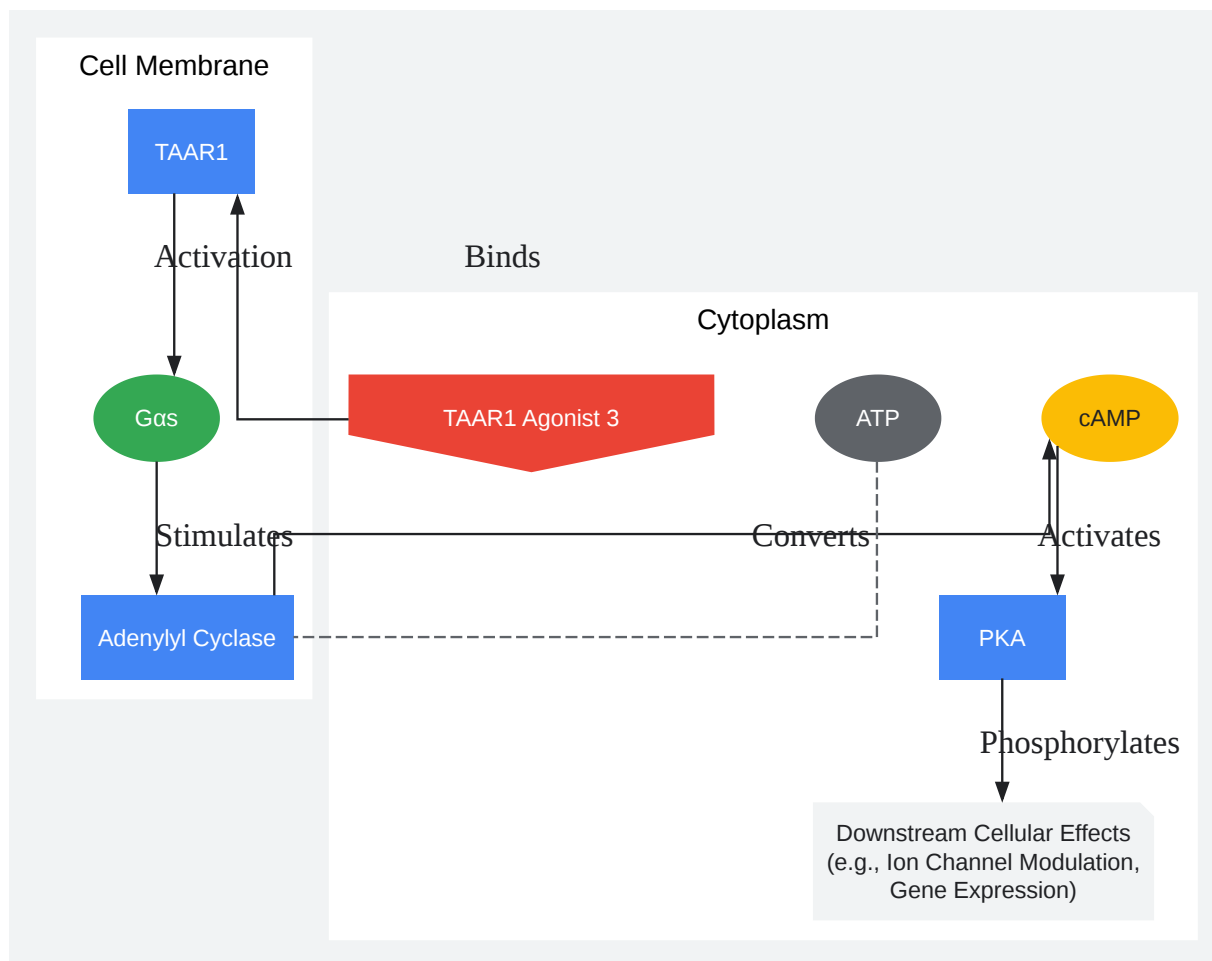 Cell Membrane
TAAR1
Activation
Binds
Cytoplasm
Gαs
TAAR1 Agonist 3
ATP
cAMP
Stimulates
Converts
Activates
Adenylyl Cyclase
PKA
Phosphorylates
Downstream Cellular Effects
(e.g., Ion Channel Modulation,
Gene Expression)